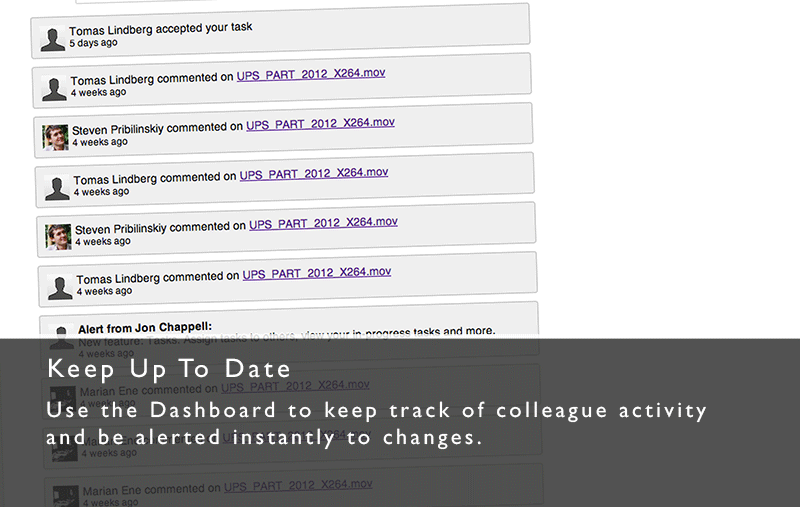 Tomas Lindberg accepted your task
5 days ago
Tomas Lindberg commented on UPS_PART_2012_X264.mov
4 weeks ago
Steven Pribilinskiy commented on UPS_PART_2012_X264.mov
4 weeks ago
Tomas Lindberg commented on UPS_PART_2012_X264.mov
4 weeks ago
Steven Pribilinskiy commented on UPS_PART_2012_X264.mov
4 weeks ago
Tomas Lindberg commented on UPS_PART_2012_X264.mov
4 weeks ago
Alert from Jon Chappell:
New feature: Tasks. Assign tasks to others, view your in-progress tasks and more.
4 weeks ago
Keep Up To Date
Marian Ene commented on UPS_PART_2012_X264.mov
4 weeks ago
Use the Dashboard to keep track of colleague activity
and be alerted instantly to changes.
4 weeks ago
Marian Ene commented on UPS_PART_2012_X264.mov
4 weeks ago